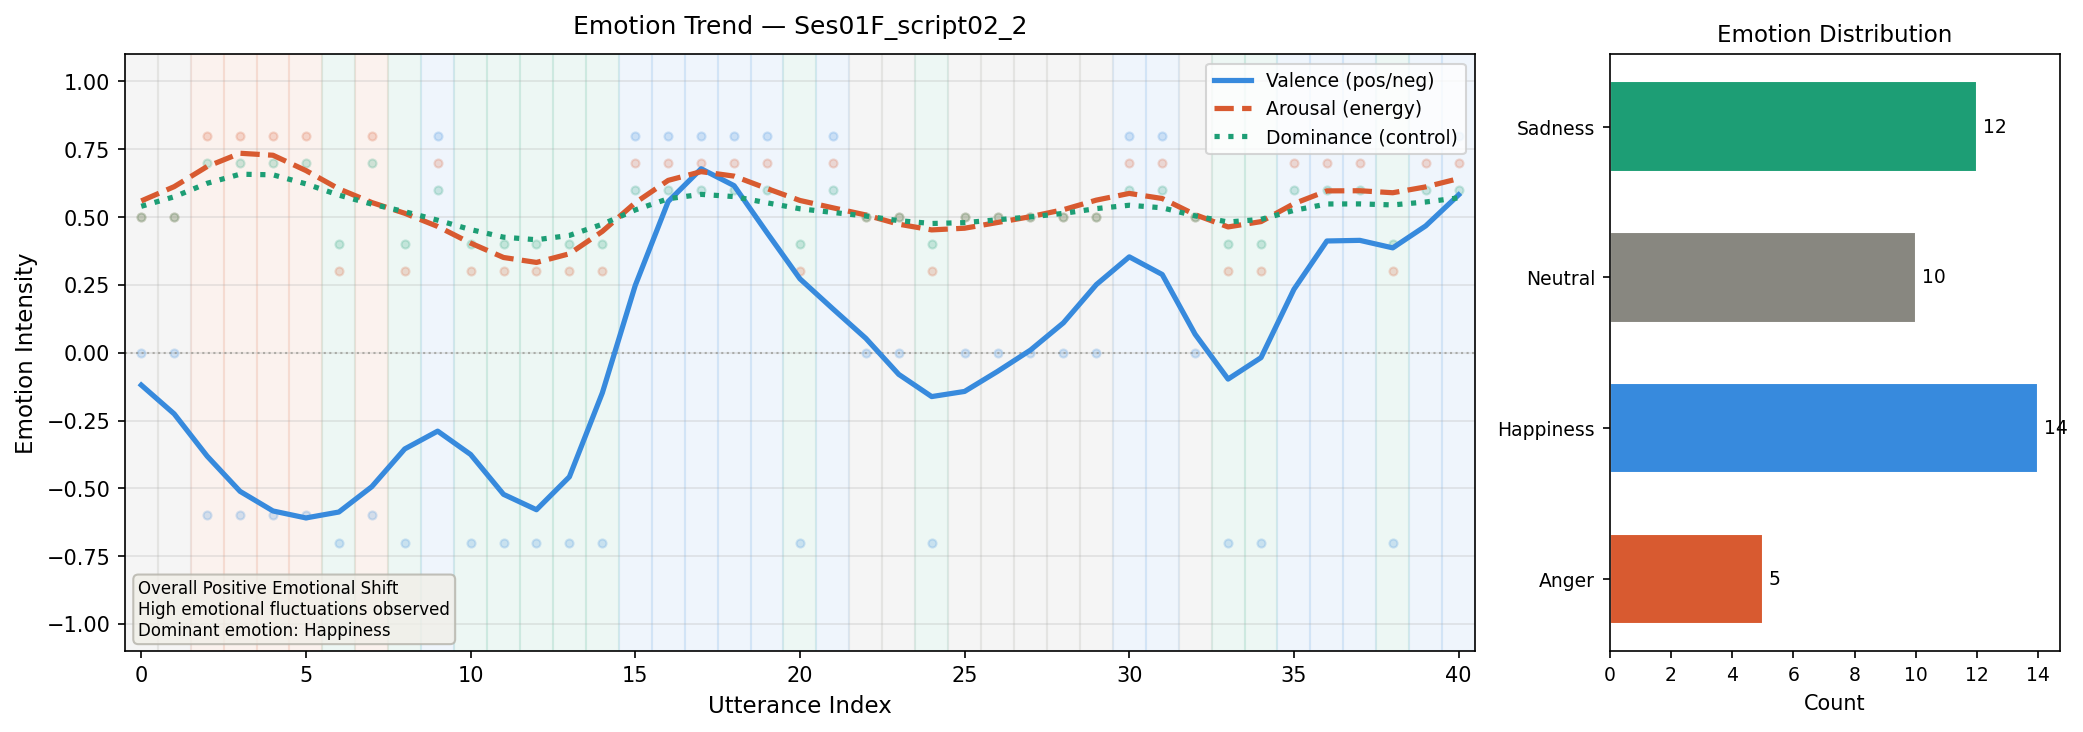 Emotion Trend — Ses01F_script02_2
Emotion Intensity
1.00
0.75
0.50
0.25
0.00
−0.25
−0.50
−0.75
−1.00
Valence (pos/neg)
Arousal (energy)
Dominance (control)
Overall Positive Emotional Shift
High emotional fluctuations observed
Dominant emotion: Happiness
0 5 10 15 20 25 30 35 40
Utterance Index
Emotion Distribution
Sadness 12
Neutral 10
Happiness 14
Anger 5
0 2 4 6 8 10 12 14
Count